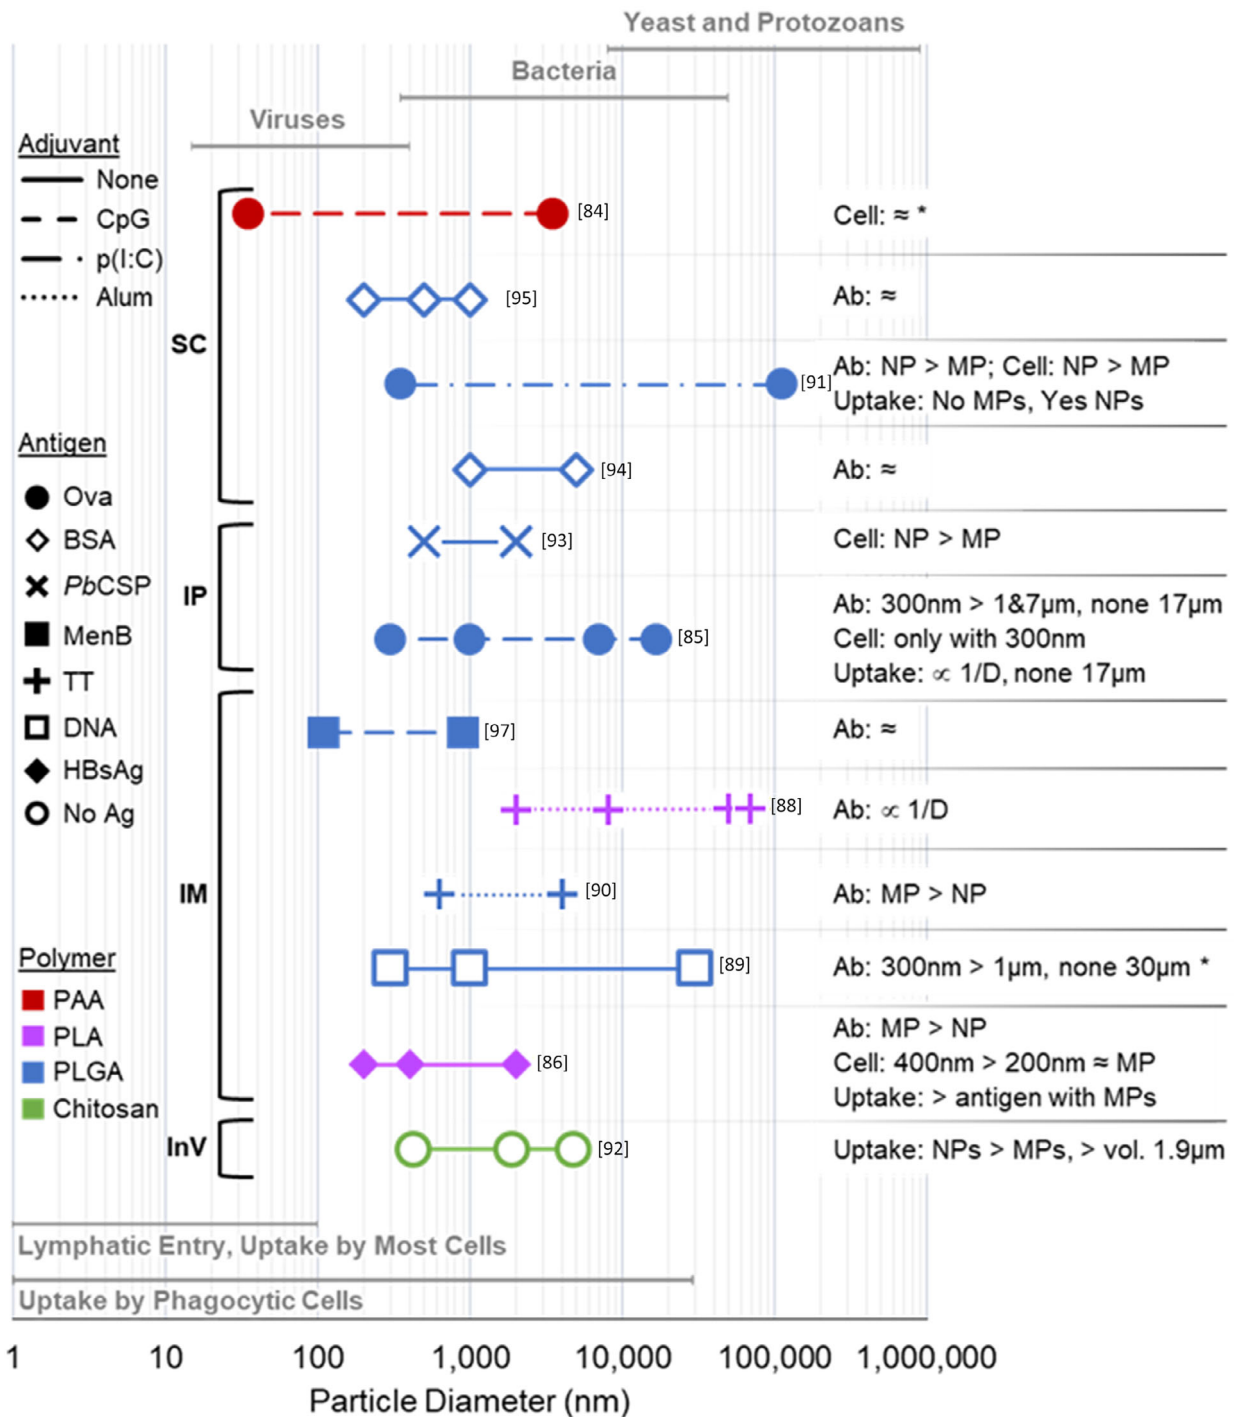 Yeast and Protozoans
Bacteria
Viruses
Adjuvant
None
CpG
p(I:C)
Alum
Antigen
Ova
BSA
PbCSP
MenB
TT
DNA
HBsAg
No Ag
Polymer
PAA
PLA
PLGA
Chitosan
SC
[84] Cell: ≈ *
[95] Ab: ≈
[91] Ab: NP > MP; Cell: NP > MP
Uptake: No MPs, Yes NPs
[94] Ab: ≈
IP
[93] Cell: NP > MP
[85] Ab: 300nm > 1&7µm, none 17µm
Cell: only with 300nm
Uptake: ∝ 1/D, none 17µm
IM
[97] Ab: ≈
[88] Ab: ∝ 1/D
[90] Ab: MP > NP
[89] Ab: 300nm > 1µm, none 30µm *
[86] Ab: MP > NP
Cell: 400nm > 200nm ≈ MP
Uptake: > antigen with MPs
InV
[92] Uptake: NPs > MPs, > vol. 1.9µm
Lymphatic Entry, Uptake by Most Cells
Uptake by Phagocytic Cells
1 10 100 1,000 10,000 100,000 1,000,000
Particle Diameter (nm)